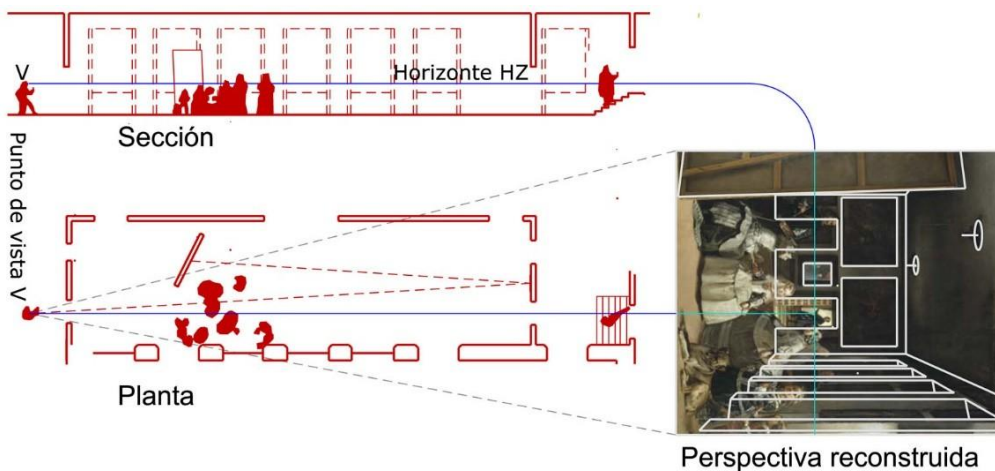 V
Horizonte HZ
Sección
Punto de vista V
Planta
Perspectiva reconstruida